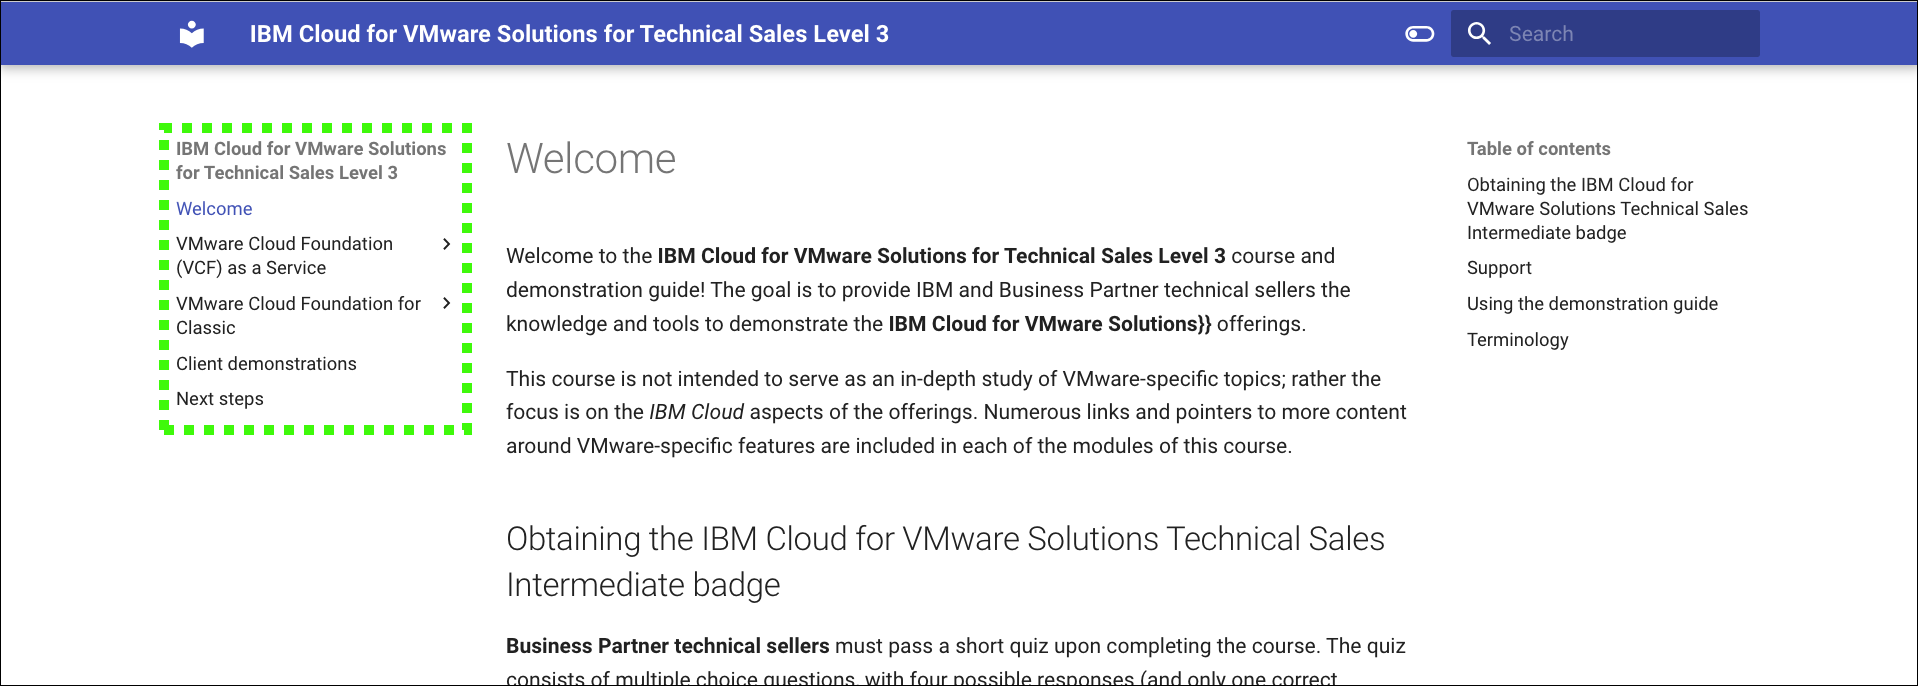 IBM Cloud for VMware Solutions for Technical Sales Level 3
Search
IBM Cloud for VMware Solutions
for Technical Sales Level 3
Welcome
VMware Cloud Foundation
(VCF) as a Service
VMware Cloud Foundation for
Classic
Client demonstrations
Next steps
Welcome
Welcome to the IBM Cloud for VMware Solutions for Technical Sales Level 3 course and
demonstration guide! The goal is to provide IBM and Business Partner technical sellers the
knowledge and tools to demonstrate the IBM Cloud for VMware Solutions}} offerings.
This course is not intended to serve as an in-depth study of VMware-specific topics; rather the
focus is on the IBM Cloud aspects of the offerings. Numerous links and pointers to more content
around VMware-specific features are included in each of the modules of this course.
Obtaining the IBM Cloud for VMware Solutions Technical Sales
Intermediate badge
Business Partner technical sellers must pass a short quiz upon completing the course. The quiz
consists of multiple choice questions, with four possible responses (and only one correct
Table of contents
Obtaining the IBM Cloud for
VMware Solutions Technical Sales
Intermediate badge
Support
Using the demonstration guide
Terminology